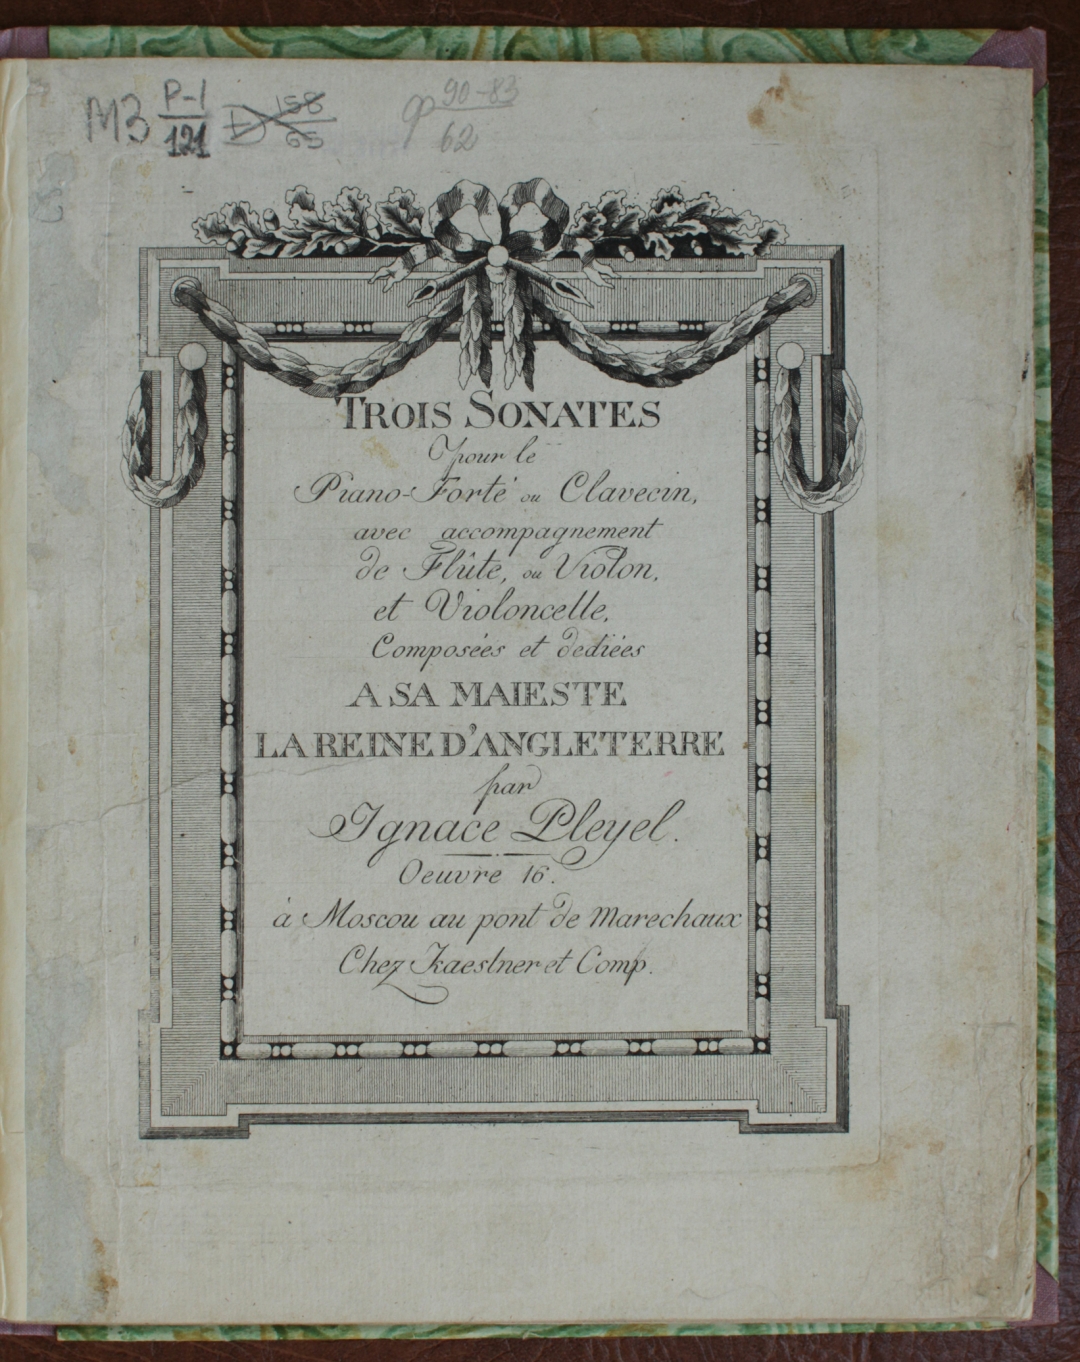 МЗ Р-1 / 121
D 158 / 65
Ф 90-83 / 62
TROIS SONATES
pour le
Piano-Forté ou Clavecin,
avec accompagnement
de Flûte, ou Violon,
et Violoncelle,
Composées et dediées
A SA MAIESTE
LA REINE D'ANGLETERRE
par
Ignace Pleyel.
Oeuvre 16.
à Moscou au pont de Marechaux
Chez Kaestner et Comp.